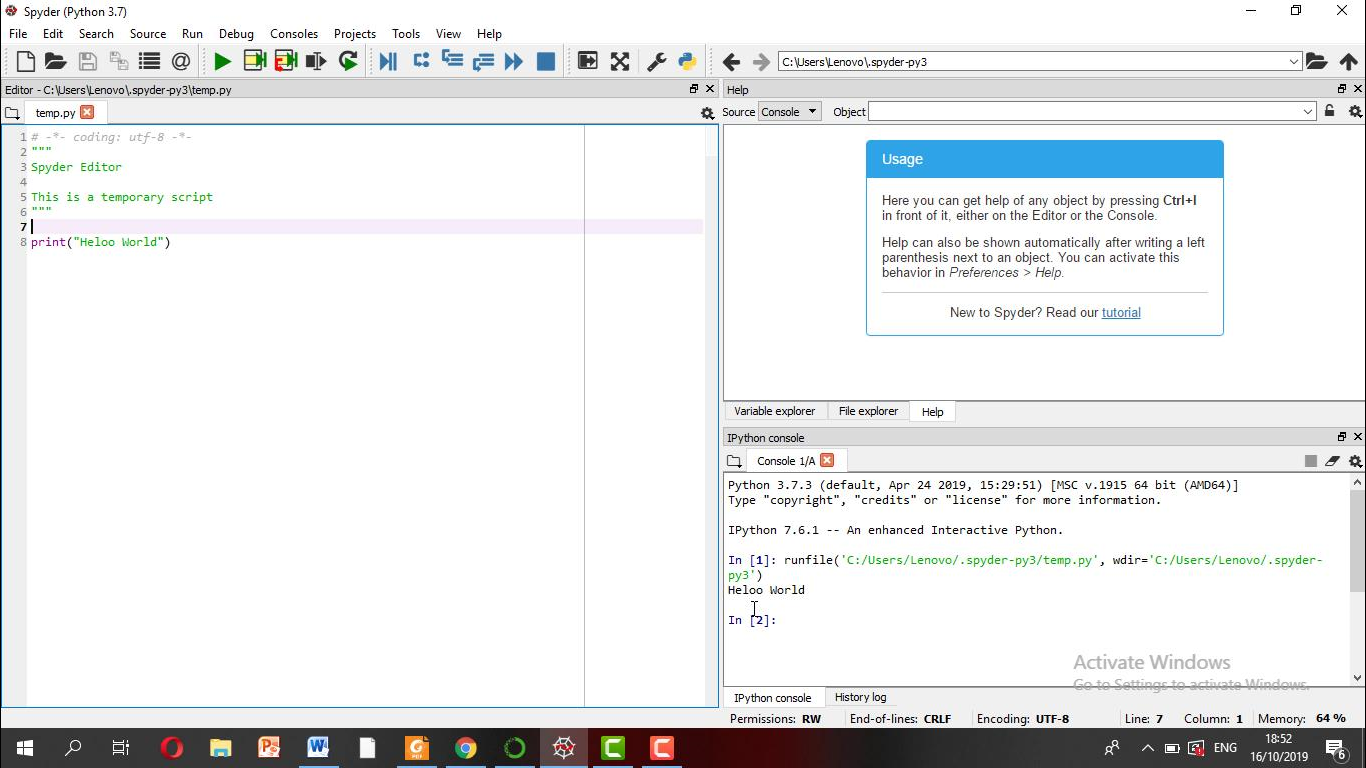 Spyder (Python 3.7)
File Edit Search Source Run Debug Consoles Projects Tools View Help
C:\Users\Lenovo\.spyder-py3
Editor - C:\Users\Lenovo\.spyder-py3\temp.py
temp.py
1 # -*- coding: utf-8 -*-
2 """
3 Spyder Editor
4
5 This is a temporary script
6 """
7
8 print("Heloo World")
Help
Source Console Object
Usage
Here you can get help of any object by pressing Ctrl+I
in front of it, either on the Editor or the Console.
Help can also be shown automatically after writing a left
parenthesis next to an object. You can activate this
behavior in Preferences > Help.
New to Spyder? Read our tutorial
Variable explorer File explorer Help
IPython console
Console 1/A
Python 3.7.3 (default, Apr 24 2019, 15:29:51) [MSC v.1915 64 bit (AMD64)]
Type "copyright", "credits" or "license" for more information.
IPython 7.6.1 -- An enhanced Interactive Python.
In [1]: runfile('C:/Users/Lenovo/.spyder-py3/temp.py', wdir='C:/Users/Lenovo/.spyder-
py3')
Heloo World
In [2]:
Activate Windows
Go to Settings to activate Windows.
IPython console History log
Permissions: RW End-of-lines: CRLF Encoding: UTF-8 Line: 7 Column: 1 Memory: 64 %
ENG
18:52
16/10/2019
6